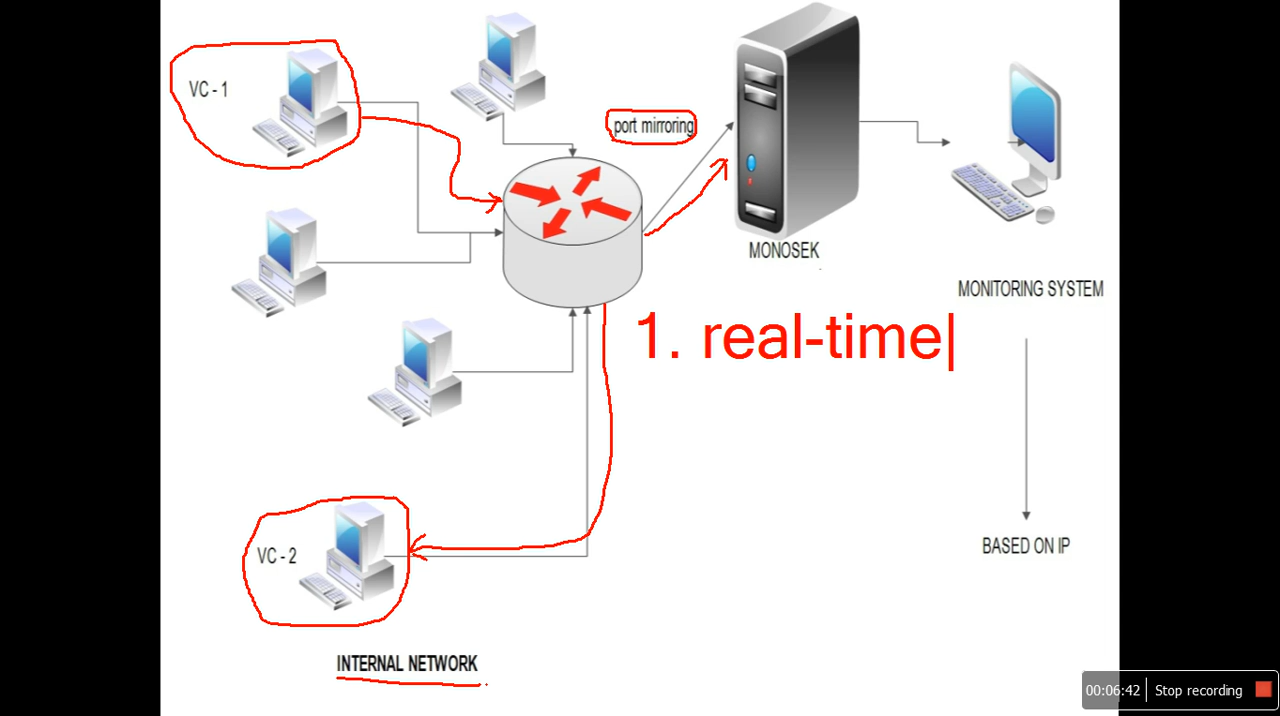 VC - 1
port mirroring
MONOSEK
MONITORING SYSTEM
1. real-time
BASED ON IP
VC - 2
INTERNAL NETWORK
00:06:42 Stop recording